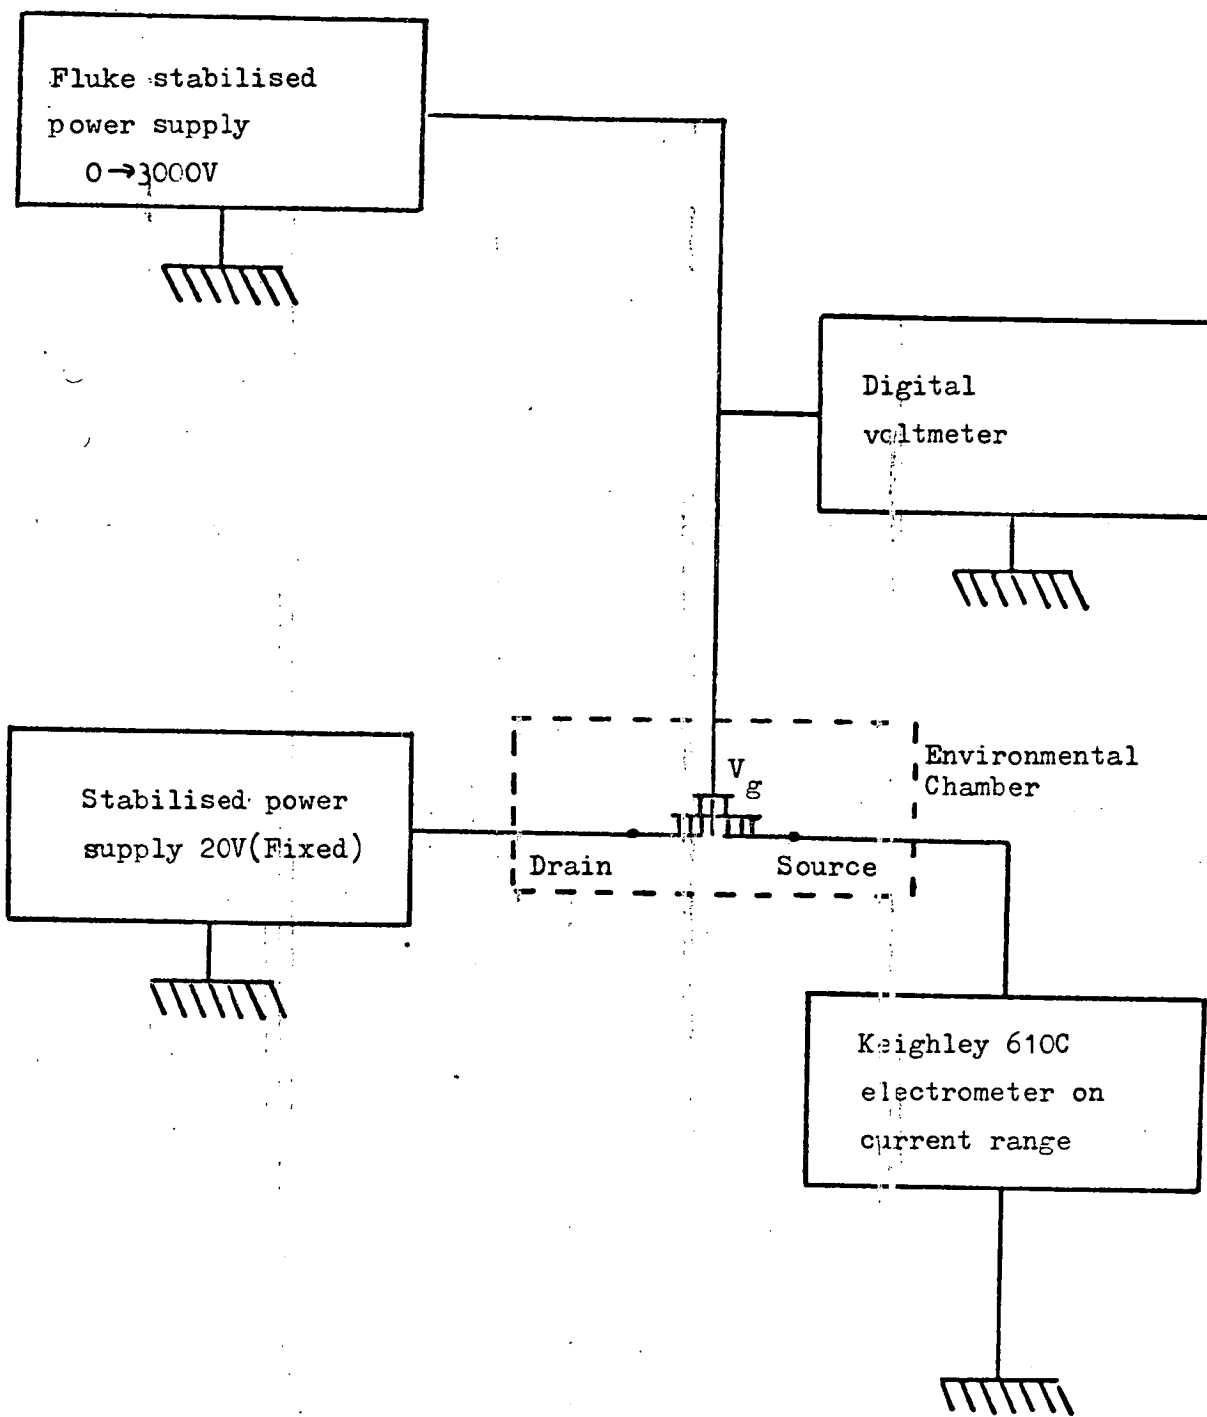 Fluke stabilised
power supply
0→3000V
Digital
voltmeter
Environmental
Chamber
Vg
Stabilised power
supply 20V(Fixed)
Drain
Source
Keighley 610C
electrometer on
current range